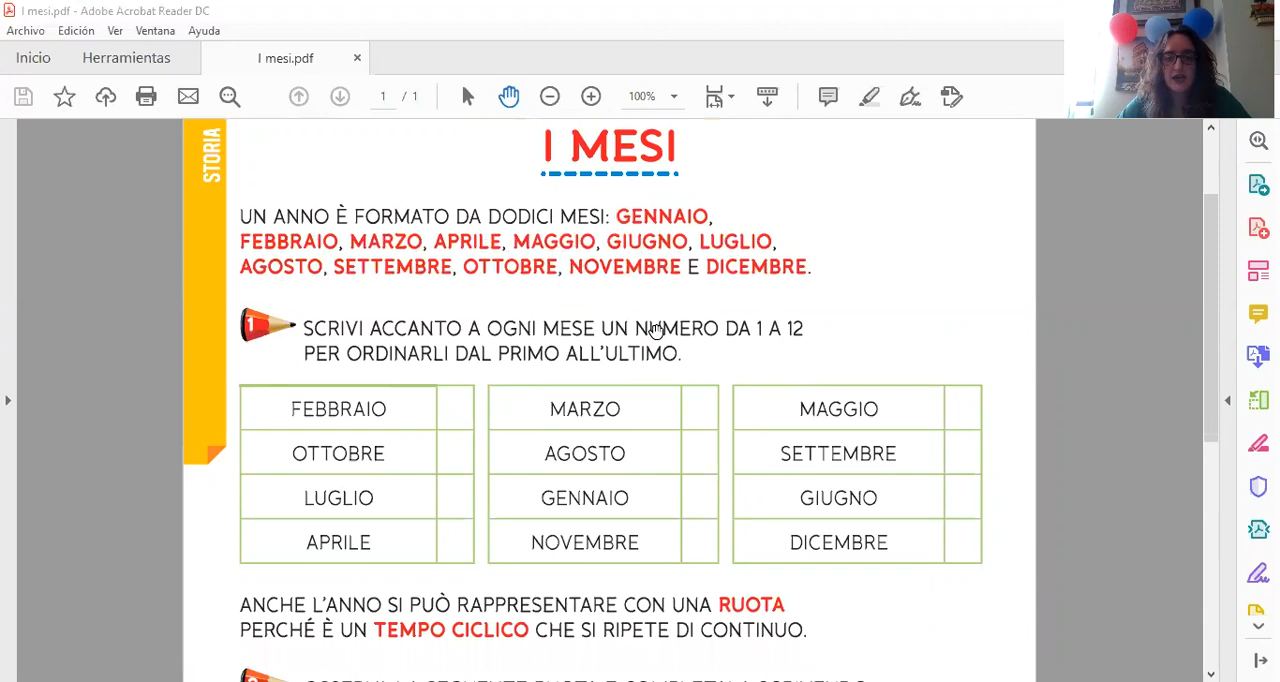 I mesi.pdf - Adobe Acrobat Reader DC
Archivo Edición Ver Ventana Ayuda
Inicio Herramientas I mesi.pdf ×
1 / 1 100%
STORIA
I MESI
UN ANNO È FORMATO DA DODICI MESI: GENNAIO,
FEBBRAIO, MARZO, APRILE, MAGGIO, GIUGNO, LUGLIO,
AGOSTO, SETTEMBRE, OTTOBRE, NOVEMBRE E DICEMBRE.
1 SCRIVI ACCANTO A OGNI MESE UN NUMERO DA 1 A 12
PER ORDINARLI DAL PRIMO ALL'ULTIMO.
FEBBRAIO MARZO MAGGIO
OTTOBRE AGOSTO SETTEMBRE
LUGLIO GENNAIO GIUGNO
APRILE NOVEMBRE DICEMBRE
ANCHE L'ANNO SI PUÒ RAPPRESENTARE CON UNA RUOTA
PERCHÉ È UN TEMPO CICLICO CHE SI RIPETE DI CONTINUO.